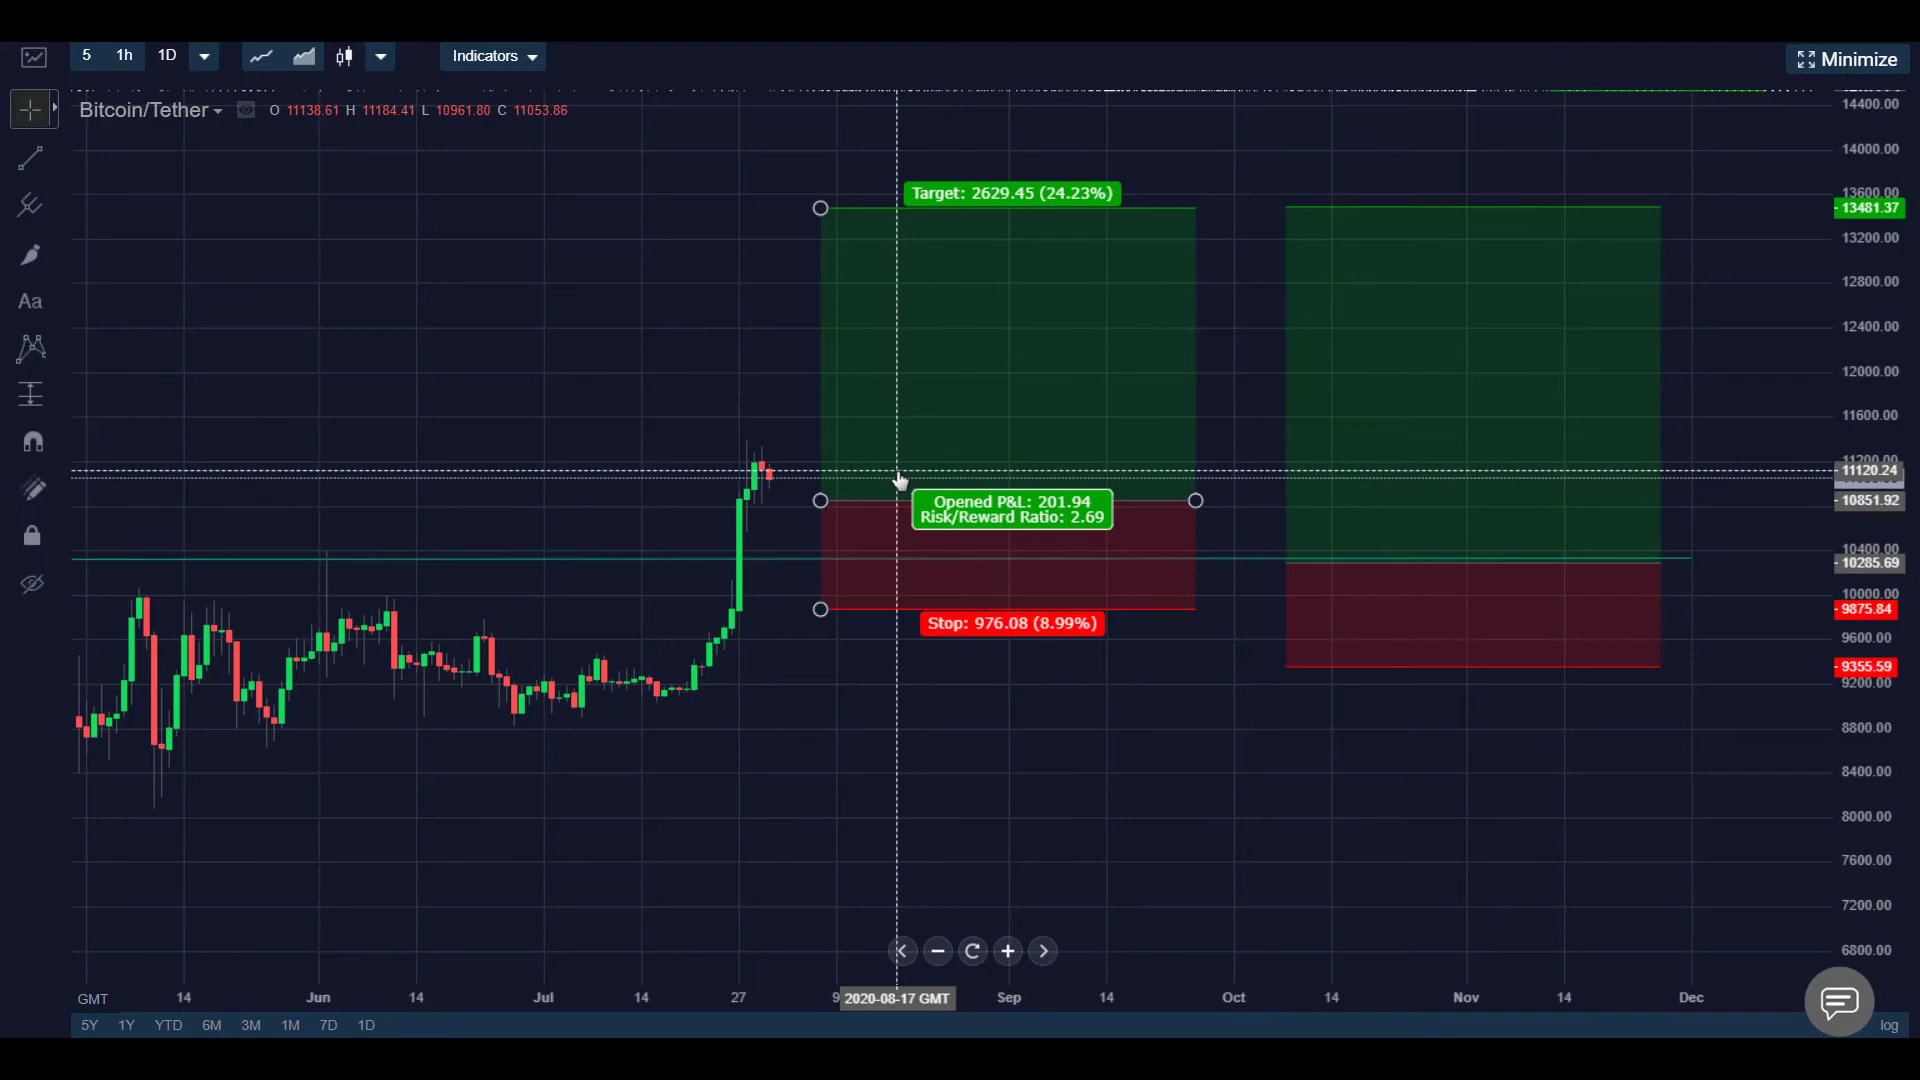 5 1h 1D Indicators Minimize
Bitcoin/Tether O 11138.61 H 11184.41 L 10961.80 C 11053.86
Aa
Target: 2629.45 (24.23%)
Opened P&L: 201.94
Risk/Reward Ratio: 2.69
Stop: 976.08 (8.99%)
14400.00
14000.00
13600.00
13481.37
13200.00
12800.00
12400.00
12000.00
11600.00
11200.00
11120.24
10851.92
10400.00
10285.69
10000.00
9875.84
9600.00
9355.59
9200.00
8800.00
8400.00
8000.00
7600.00
7200.00
6800.00
GMT 14 Jun 14 Jul 14 27 9 2020-08-17 GMT Sep 14 Oct 14 Nov 14 Dec
5Y 1Y YTD 6M 3M 1M 7D 1D log